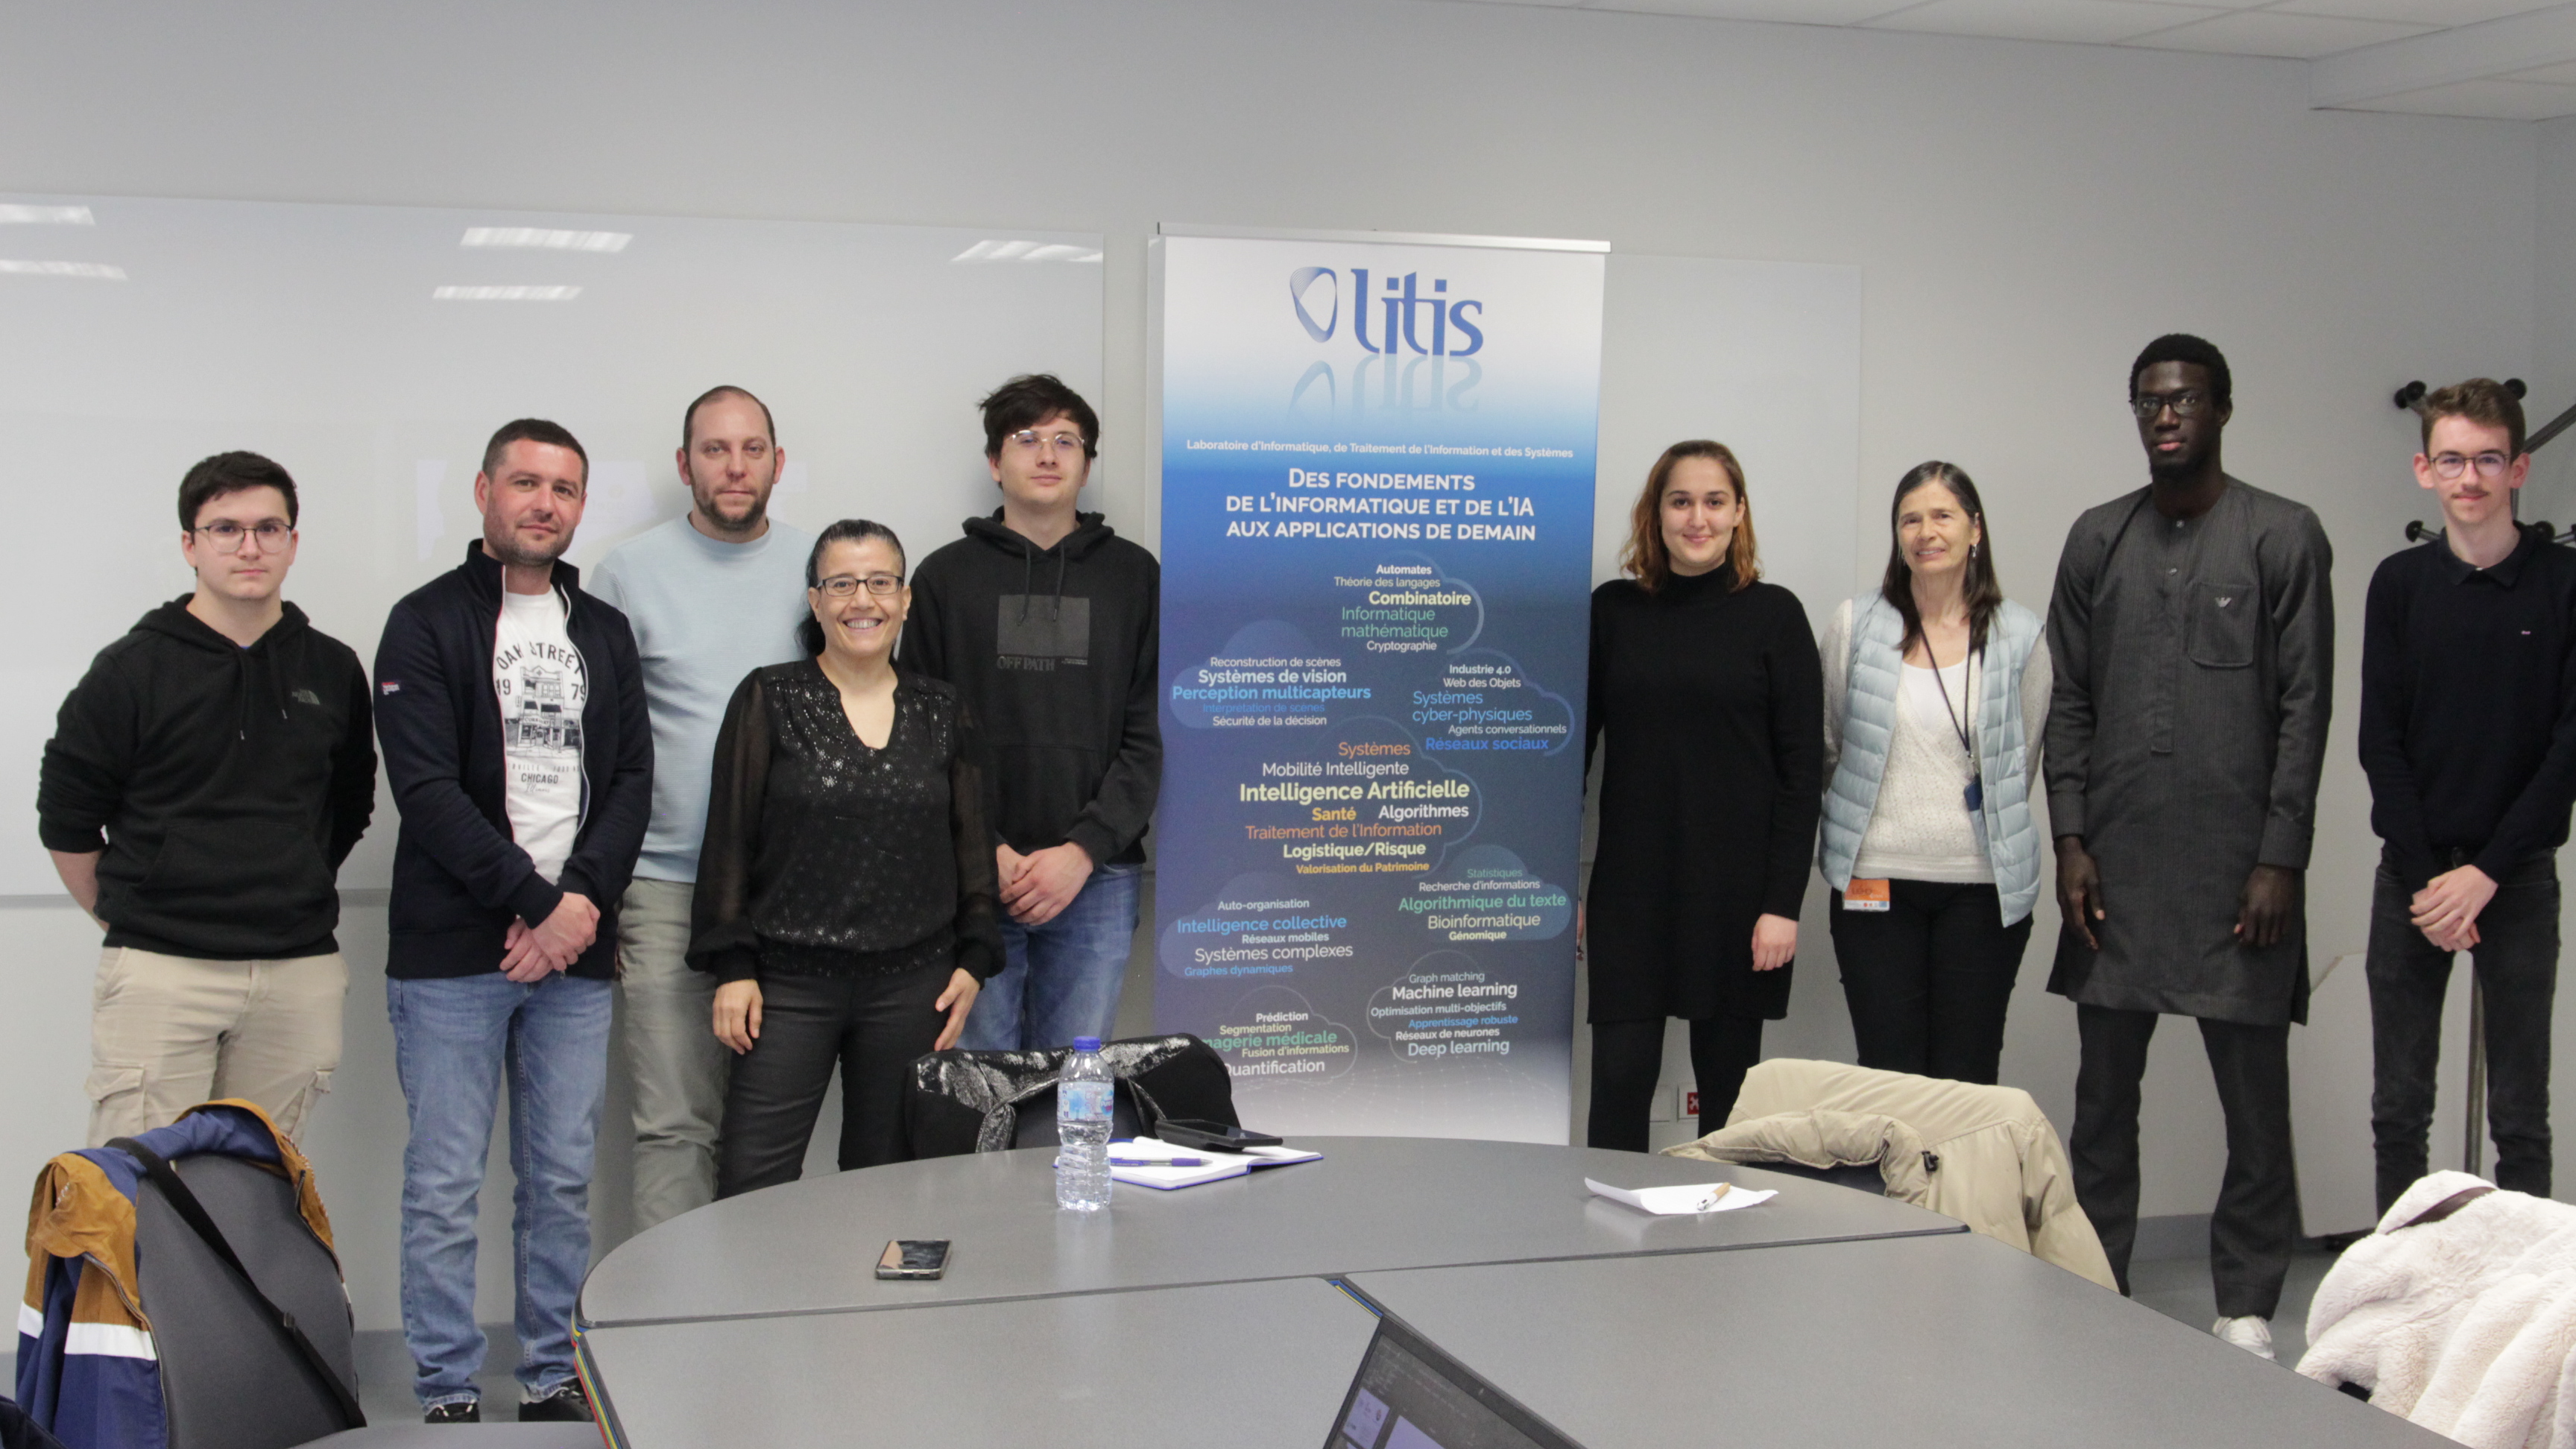 litis
Laboratoire d'Informatique, de Traitement de l'Information et des Systèmes
DES FONDEMENTS
DE L'INFORMATIQUE ET DE L'IA
AUX APPLICATIONS DE DEMAIN
Automates
Théorie des langages
Combinatoire
Informatique
mathématique
Cryptographie
Reconstruction de scènes
Systèmes de vision
Perception multicapteurs
Interprétation de scènes
Sécurité de la décision
Industrie 4.0
Web des Objets
Systèmes
cyber-physiques
Agents conversationnels
Réseaux sociaux
Systèmes
Mobilité Intelligente
Intelligence Artificielle
Santé
Algorithmes
Traitement de l'Information
Logistique/Risque
Valorisation du Patrimoine
Auto-organisation
Intelligence collective
Réseaux mobiles
Systèmes complexes
Graphes dynamiques
Statistiques
Recherche d'informations
Algorithmique du texte
Bioinformatique
Génomique
Graph matching
Machine learning
Optimisation multi-objectifs
Apprentissage robuste
Réseaux de neurones
Deep learning
Prédiction
Segmentation
magerie médicale
Fusion d'informations
Quantification
OAK STREET
1979
CHICAGO
OFF PATH